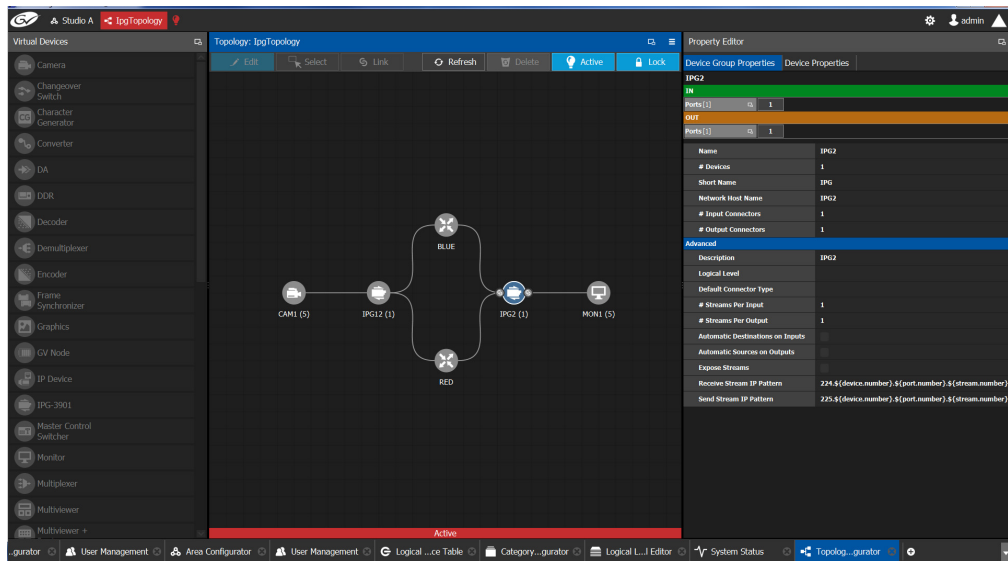 GV Studio A IpgTopology admin
Virtual Devices
Camera
Changeover
Switch
CG Character
Generator
Converter
DA
DDR
Decoder
Demultiplexer
Encoder
Frame
Synchronizer
Graphics
GV Node
IP Device
IPG-3901
Master Control
Switcher
Monitor
Multiplexer
Multiviewer
Multiviewer +
Topology: IpgTopology
Edit Select Link Refresh Delete Active Lock
BLUE
CAM1 (5) IPG12 (1) IPG2 (1) MON1 (5)
RED
Active
Property Editor
Device Group Properties Device Properties
IPG2
IN
Ports [1] 1
OUT
Ports [1] 1
Name IPG2
# Devices 1
Short Name IPG
Network Host Name IPG2
# Input Connectors 1
# Output Connectors 1
Advanced
Description IPG2
Logical Level
Default Connector Type
# Streams Per Input 1
# Streams Per Output 1
Automatic Destinations on Inputs
Automatic Sources on Outputs
Expose Streams
Receive Stream IP Pattern 224.${device.number}.${port.number}.${stream.number}
Send Stream IP Pattern 225.${device.number}.${port.number}.${stream.number}
..gurator User Management Area Configurator User Management Logical ...ce Table Category...gurator Logical L...l Editor System Status Topolog...gurator